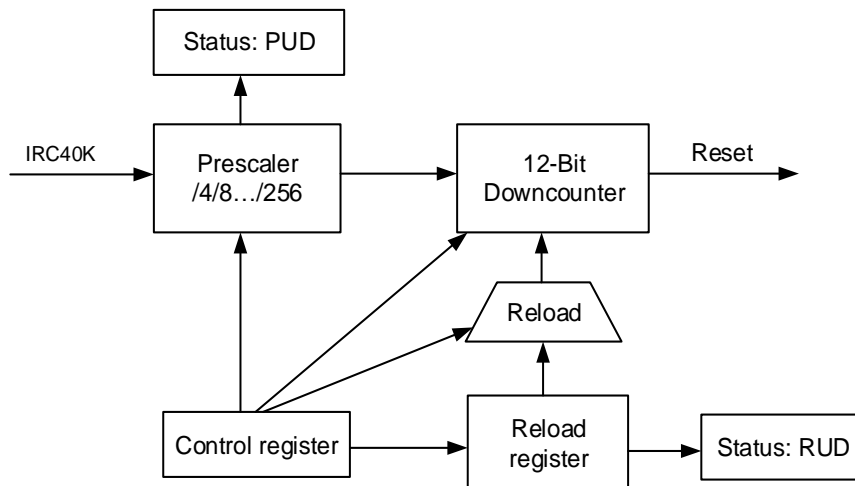 Status: PUD
IRC40K
Prescaler
/4/8.../256
12-Bit
Downcounter
Reset
Reload
Control register
Reload
register
Status: RUD